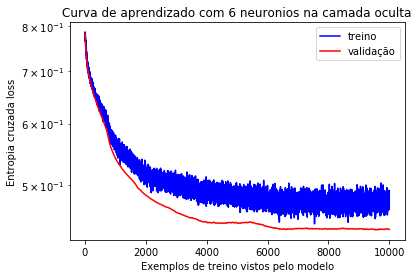 Curva de aprendizado com 6 neuronios na camada oculta
8 × 10⁻¹
7 × 10⁻¹
6 × 10⁻¹
5 × 10⁻¹
Entropia cruzada loss
treino
validação
0 2000 4000 6000 8000 10000
Exemplos de treino vistos pelo modelo